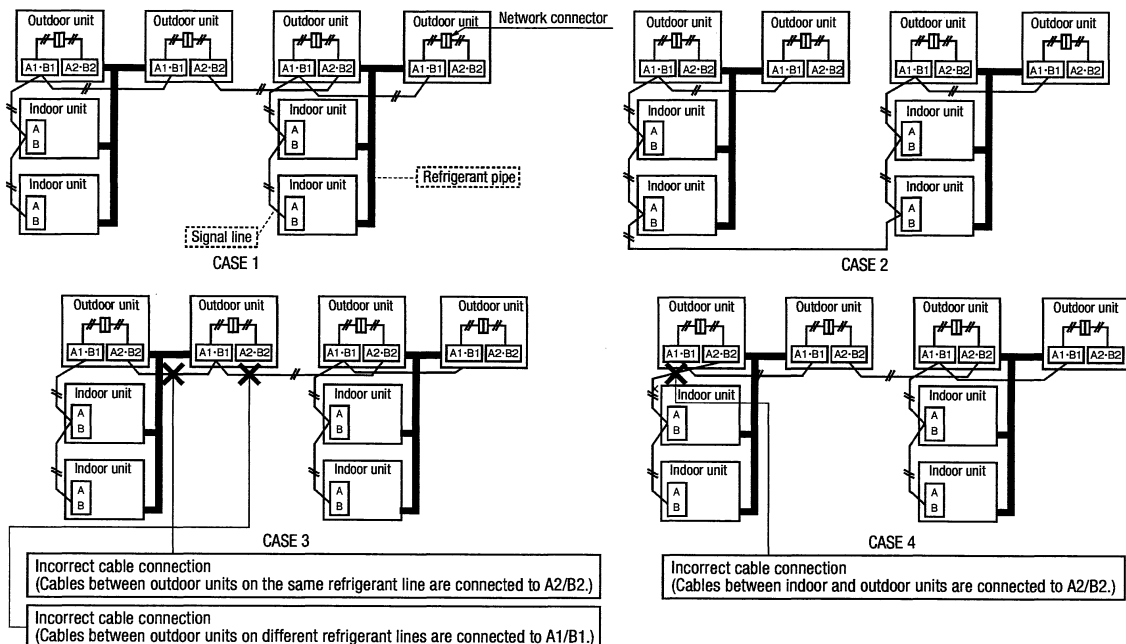 Outdoor unit
A1·B1 A2·B2
Outdoor unit
A1·B1 A2·B2
Outdoor unit
A1·B1 A2·B2
Outdoor unit
A1·B1 A2·B2
Network connector
Indoor unit
A
B
Indoor unit
A
B
Indoor unit
A
B
Indoor unit
A
B
Refrigerant pipe
Signal line
CASE 1
Outdoor unit
A1·B1 A2·B2
Outdoor unit
A1·B1 A2·B2
Outdoor unit
A1·B1 A2·B2
Outdoor unit
A1·B1 A2·B2
Indoor unit
A
B
Indoor unit
A
B
Indoor unit
A
B
Indoor unit
A
B
CASE 2
Outdoor unit
A1·B1 A2·B2
Outdoor unit
A1·B1 A2·B2
Outdoor unit
A1·B1 A2·B2
Outdoor unit
A1·B1 A2·B2
Indoor unit
A
B
Indoor unit
A
B
Indoor unit
A
B
Indoor unit
A
B
CASE 3
Incorrect cable connection
(Cables between outdoor units on the same refrigerant line are connected to A2/B2.)
Incorrect cable connection
(Cables between outdoor units on different refrigerant lines are connected to A1/B1.)
Outdoor unit
A1·B1 A2·B2
Outdoor unit
A1·B1 A2·B2
Outdoor unit
A1·B1 A2·B2
Outdoor unit
A1·B1 A2·B2
Indoor unit
A
B
Indoor unit
A
B
Indoor unit
A
B
Indoor unit
A
B
CASE 4
Incorrect cable connection
(Cables between indoor and outdoor units are connected to A2/B2.)